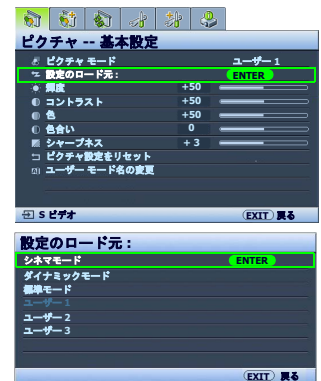 ピクチャ -- 基本設定
ピクチャ モード ユーザー 1
設定のロード元 : ENTER
輝度 +50
コントラスト +50
色 +50
色合い 0
シャープネス + 3
ピクチャ設定をリセット
ユーザー モード名の変更
S ビデオ EXIT 戻る
設定のロード元 :
シネマモード ENTER
ダイナミックモード
標準モード
ユーザー 1
ユーザー 2
ユーザー 3
EXIT 戻る